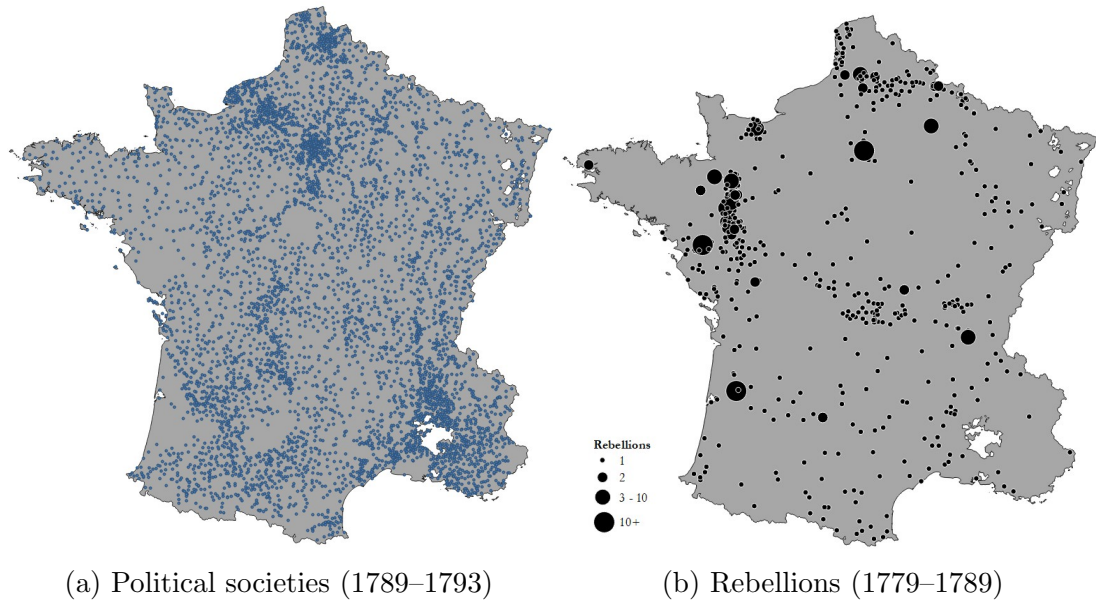 Rebellions
1
2
3 - 10
10+
(a) Political societies (1789–1793)
(b) Rebellions (1779–1789)